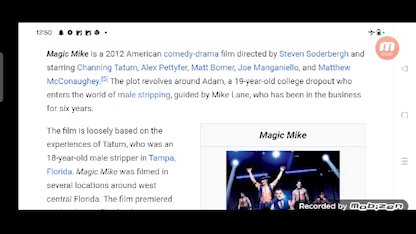 12:50
Magic Mike is a 2012 American comedy-drama film directed by Steven Soderbergh and
starring Channing Tatum, Alex Pettyfer, Matt Bomer, Joe Manganiello, and Matthew
McConaughey.[5] The plot revolves around Adam, a 19-year-old college dropout who
enters the world of male stripping, guided by Mike Lane, who has been in the business
for six years.
The film is loosely based on the
experiences of Tatum, who was an
18-year-old male stripper in Tampa,
Florida. Magic Mike was filmed in
several locations around west
central Florida. The film premiered
Magic Mike
Recorded by Mobizen